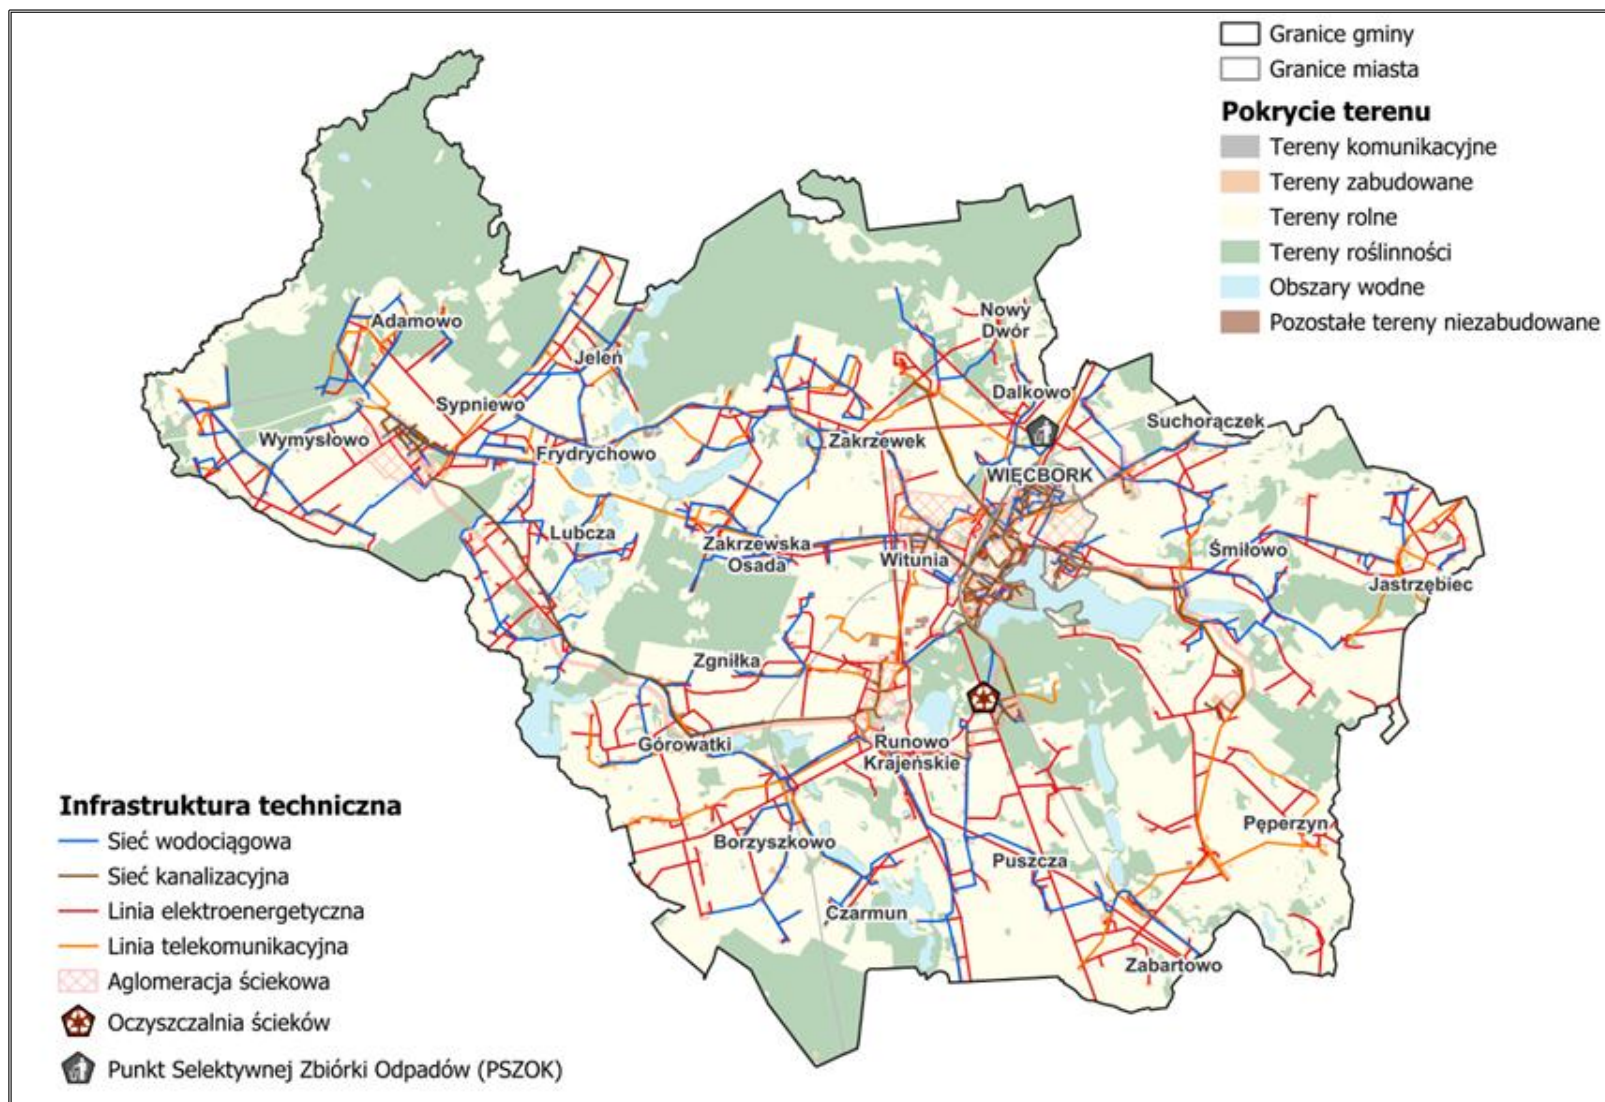 Granice gminy
Granice miasta
Pokrycie terenu
Tereny komunikacyjne
Tereny zabudowane
Tereny rolne
Tereny roślinności
Obszary wodne
Pozostałe tereny niezabudowane
Nowy
Dwór
Adamowo
Jeleń
Dalkowo
Sypniewo
Suchorączek
Wymysłowo
Zakrzewek
Frydrychowo
WIĘCBORK
Lubcza
Zakrzewska
Osada
Witunia
Śmiłowo
Jastrzębiec
Zgniłka
Górowatki
Runowo
Krajeńskie
Pęperzyn
Borzyszkowo
Puszcza
Czarmun
Zabartowo
Infrastruktura techniczna
Sieć wodociągowa
Sieć kanalizacyjna
Linia elektroenergetyczna
Linia telekomunikacyjna
Aglomeracja ściekowa
Oczyszczalnia ścieków
Punkt Selektywnej Zbiórki Odpadów (PSZOK)